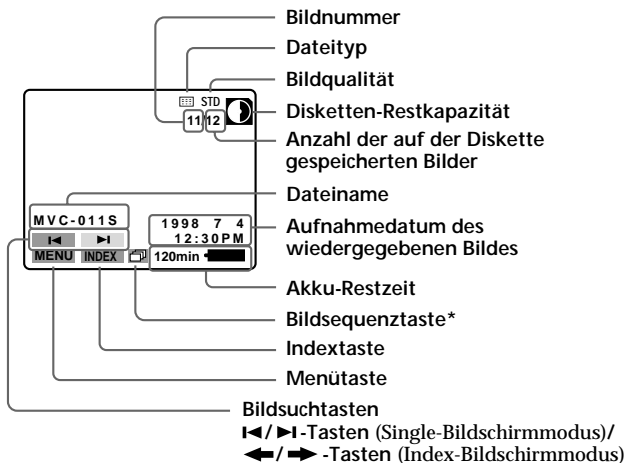 Bildnummer
Dateityp
Bildqualität
STD
11/12
Disketten-Restkapazität
Anzahl der auf der Diskette
gespeicherten Bilder
Dateiname
MVC-011S
1998 7 4
12:30PM
Aufnahmedatum des
wiedergegebenen Bildes
MENU INDEX 120min
Akku-Restzeit
Bildsequenztaste*
Indextaste
Menütaste
Bildsuchtasten
I◄/►I-Tasten (Single-Bildschirmmodus)/
←/→ -Tasten (Index-Bildschirmmodus)